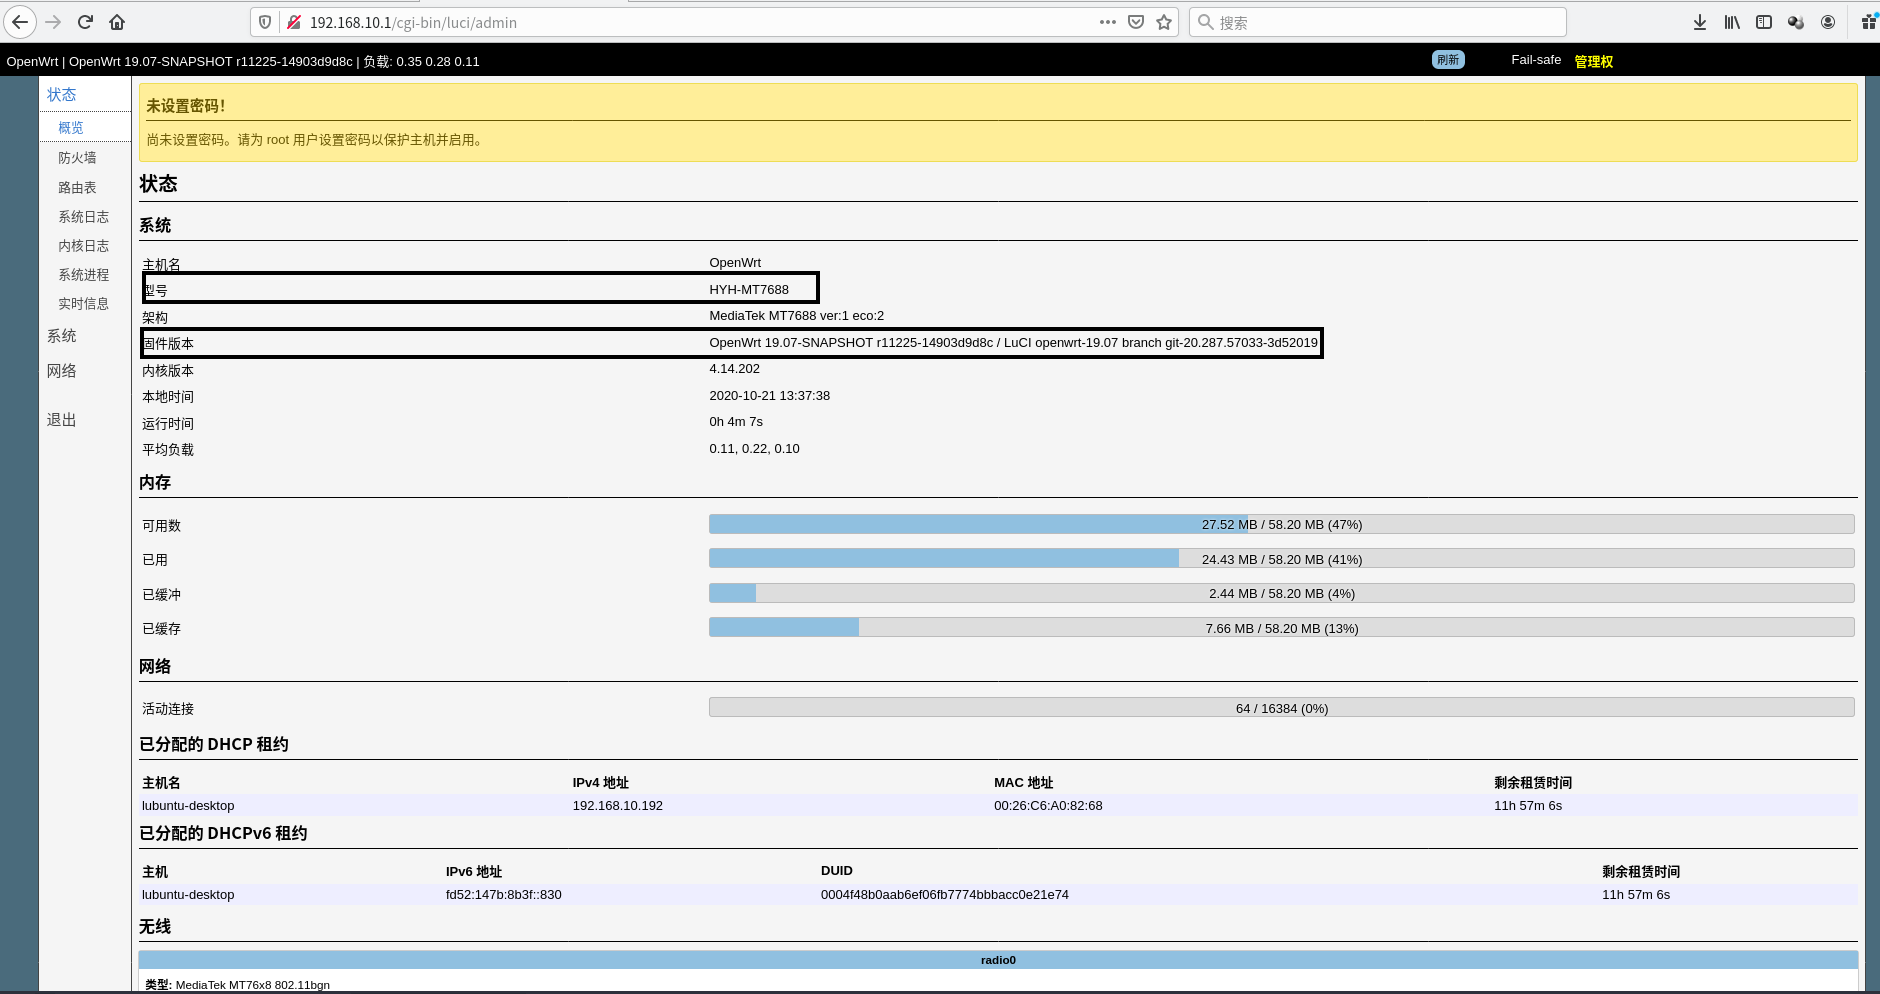 192.168.10.1/cgi-bin/luci/admin
搜索
OpenWrt | OpenWrt 19.07-SNAPSHOT r11225-14903d9d8c | 负载: 0.35 0.28 0.11
刷新
Fail-safe
管理权
状态
概览
防火墙
路由表
系统日志
内核日志
系统进程
实时信息
系统
网络
退出
未设置密码！
尚未设置密码。请为 root 用户设置密码以保护主机并启用。
状态
系统
主机名 OpenWrt
型号 HYH-MT7688
架构 MediaTek MT7688 ver:1 eco:2
固件版本 OpenWrt 19.07-SNAPSHOT r11225-14903d9d8c / LuCI openwrt-19.07 branch git-20.287.57033-3d52019
内核版本 4.14.202
本地时间 2020-10-21 13:37:38
运行时间 0h 4m 7s
平均负载 0.11, 0.22, 0.10
内存
可用数 27.52 MB / 58.20 MB (47%)
已用 24.43 MB / 58.20 MB (41%)
已缓冲 2.44 MB / 58.20 MB (4%)
已缓存 7.66 MB / 58.20 MB (13%)
网络
活动连接 64 / 16384 (0%)
已分配的 DHCP 租约
主机名 IPv4 地址 MAC 地址 剩余租赁时间
lubuntu-desktop 192.168.10.192 00:26:C6:A0:82:68 11h 57m 6s
已分配的 DHCPv6 租约
主机 IPv6 地址 DUID 剩余租赁时间
lubuntu-desktop fd52:147b:8b3f::830 0004f48b0aab6ef06fb7774bbbacc0e21e74 11h 57m 6s
无线
radio0
类型: MediaTek MT76x8 802.11bgn